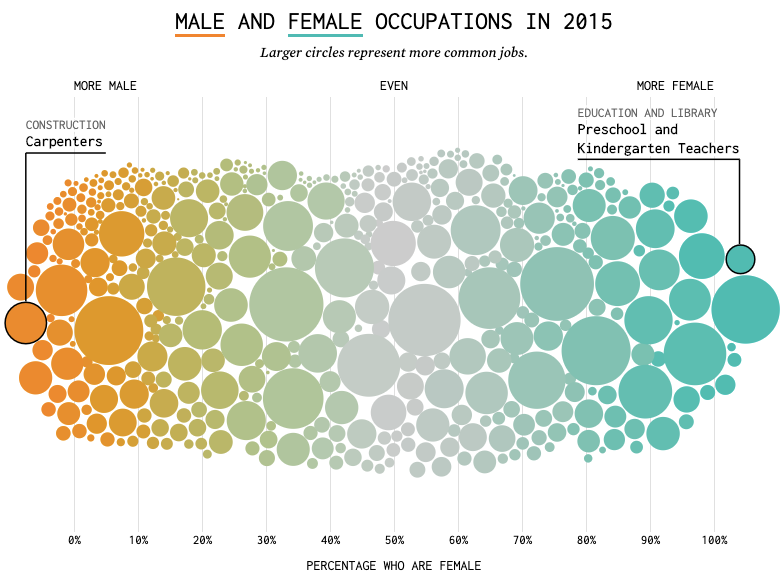 MALE AND FEMALE OCCUPATIONS IN 2015
Larger circles represent more common jobs.
MORE MALE
EVEN
MORE FEMALE
CONSTRUCTION
Carpenters
EDUCATION AND LIBRARY
Preschool and
Kindergarten Teachers
0% 10% 20% 30% 40% 50% 60% 70% 80% 90% 100%
PERCENTAGE WHO ARE FEMALE